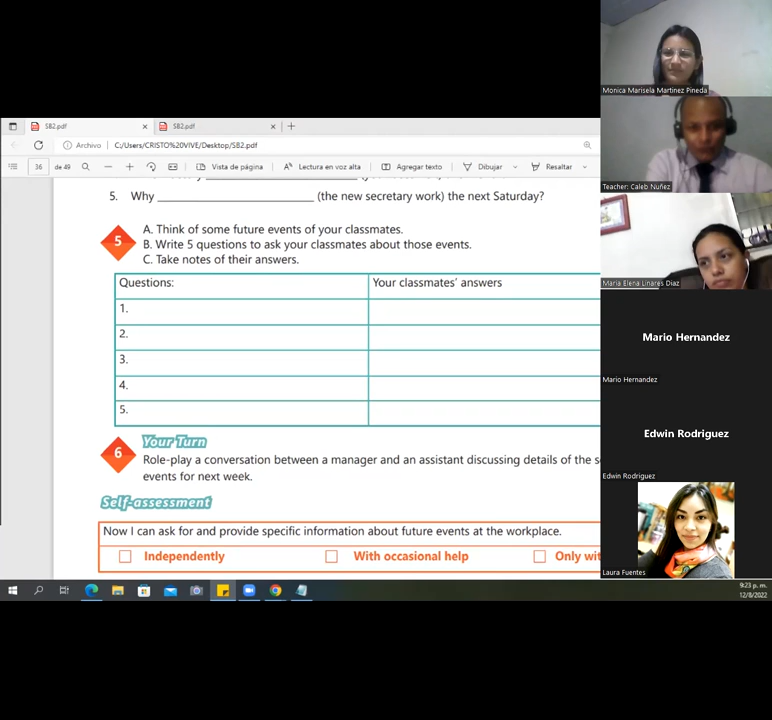 Monica Marisela Martinez Pineda
SB2.pdf
SB2.pdf
Archivo
C:/Users/CRISTO%20VIVE/Desktop/SB2.pdf
36
de 49
Vista de página
Lectura en voz alta
Agregar texto
Dibujar
Resaltar
Teacher: Caleb Nuñez
5. Why ____________________ (the new secretary work) the next Saturday?
5
A. Think of some future events of your classmates.
B. Write 5 questions to ask your classmates about those events.
C. Take notes of their answers.
Questions:
Your classmates' answers
1.
2.
3.
4.
5.
Maria Elena Linares Diaz
Mario Hernandez
Mario Hernandez
Edwin Rodriguez
Edwin Rodriguez
6
Your Turn
Role-play a conversation between a manager and an assistant discussing details of the
events for next week.
Self-assessment
Now I can ask for and provide specific information about future events at the workplace.
Independently
With occasional help
Only
Laura Fuentes
9:23 p. m.
12/8/2022